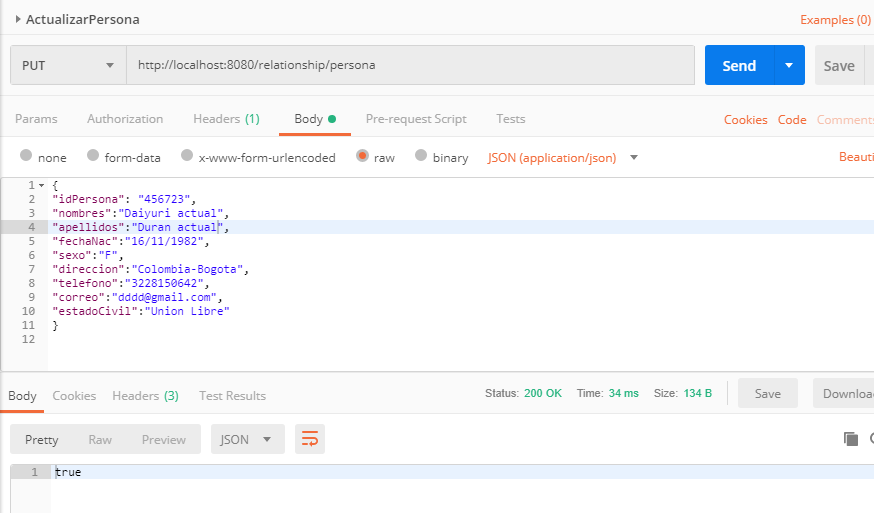 ActualizarPersona Examples (0)
PUT http://localhost:8080/relationship/persona Send Save
Params Authorization Headers (1) Body Pre-request Script Tests Cookies Code
none form-data x-www-form-urlencoded raw binary JSON (application/json)
1 {
2 "idPersona": "456723",
3 "nombres":"Daiyuri actual",
4 "apellidos":"Duran actual",
5 "fechaNac":"16/11/1982",
6 "sexo":"F",
7 "direccion":"Colombia-Bogota",
8 "telefono":"3228150642",
9 "correo":"dddd@gmail.com",
10 "estadoCivil":"Union Libre"
11 }
12
Body Cookies Headers (3) Test Results Status: 200 OK Time: 34 ms Size: 134 B Save
Pretty Raw Preview JSON
1 true